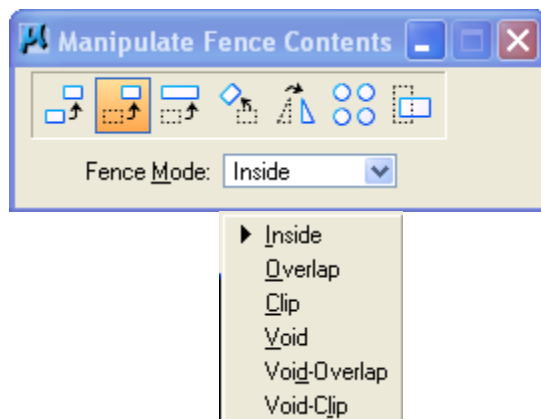 Manipulate Fence Contents
Fence Mode: Inside
Inside
Overlap
Clip
Void
Void-Overlap
Void-Clip